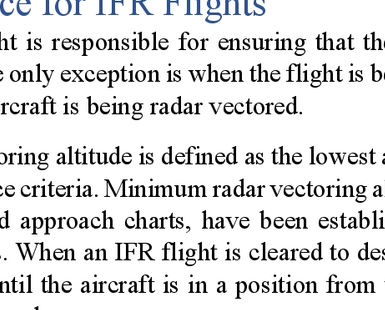 ce for IFR Flights
ht is responsible for ensuring that the
e only exception is when the flight is be
ircraft is being radar vectored.
oring altitude is defined as the lowest a
ce criteria. Minimum radar vectoring al
d approach charts, have been establi
. When an IFR flight is cleared to des
ntil the aircraft is in a position from